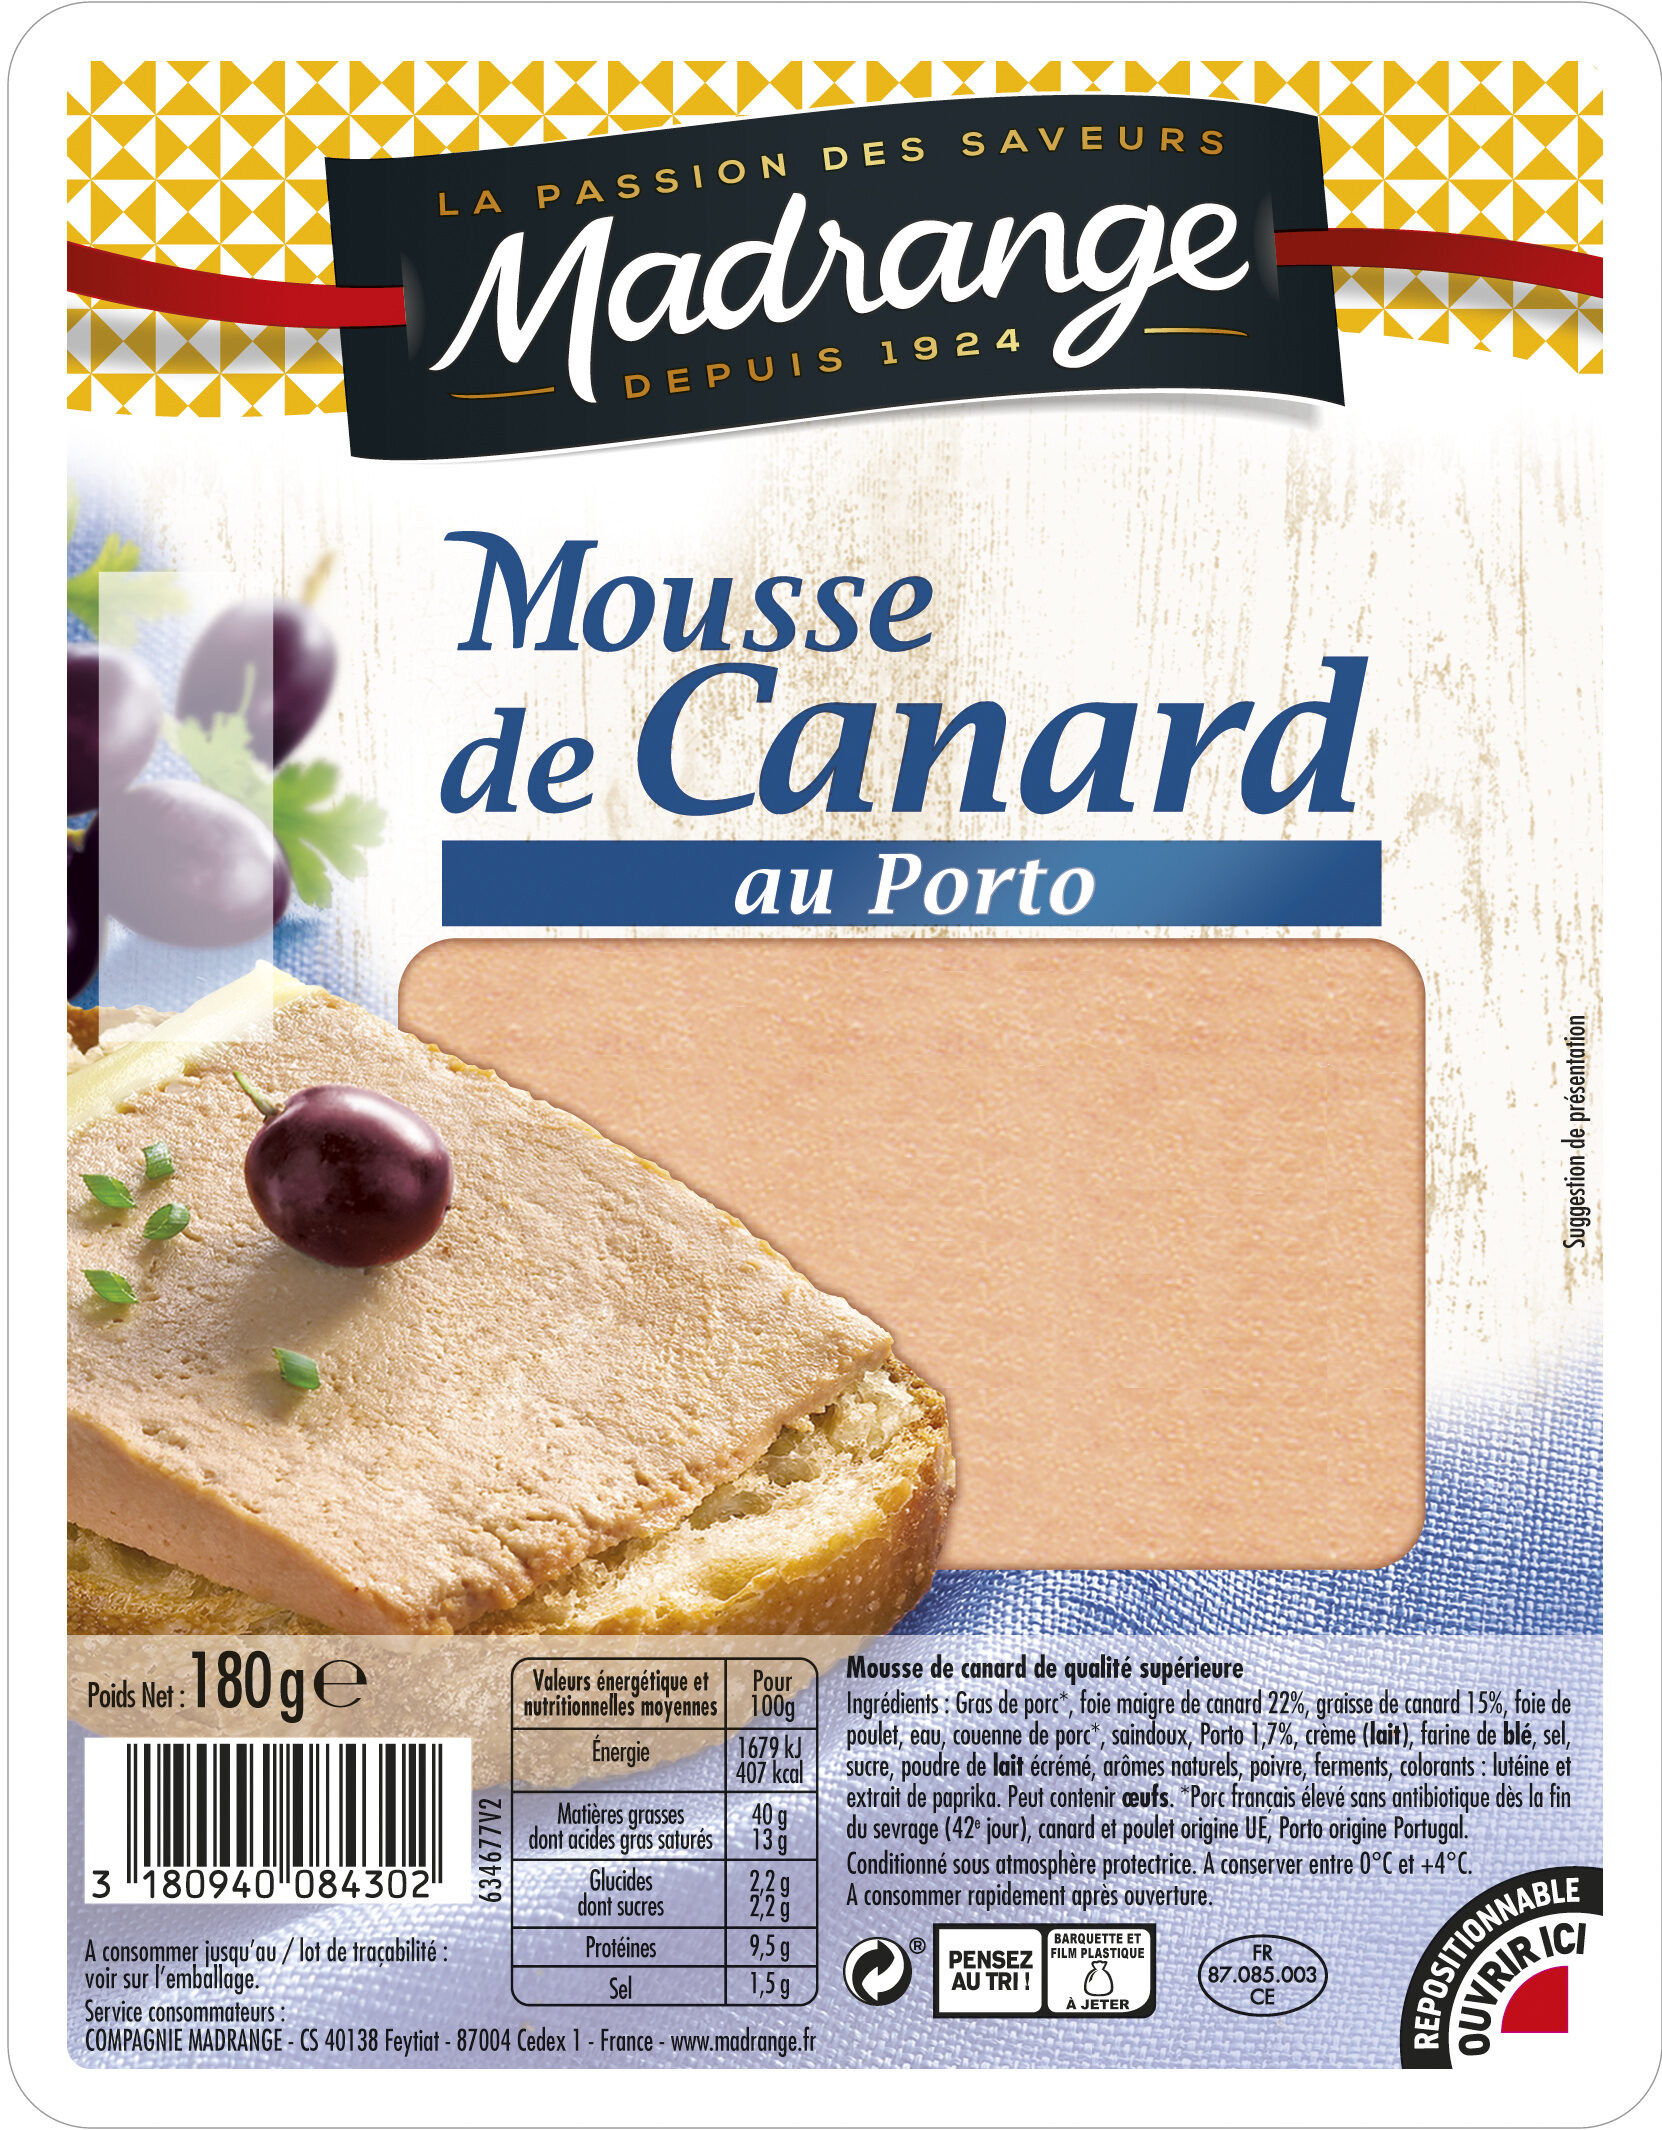 LA PASSION DES SAVEURS
Madrange
DEPUIS 1924
Mousse
de Canard
au Porto
Suggestion de présentation
Poids Net : 180 g e
3 180940 084302
634677V2
A consommer jusqu'au / lot de traçabilité :
voir sur l'emballage.
Service consommateurs :
COMPAGNIE MADRANGE - CS 40138 Feytiat - 87004 Cedex 1 - France - www.madrange.fr
Valeurs énergétique et
nutritionnelles moyennes
Pour
100g
Énergie
1679 kJ
407 kcal
Matières grasses
dont acides gras saturés
40 g
13 g
Glucides
dont sucres
2,2 g
2,2 g
Protéines
9,5 g
Sel
1,5 g
Mousse de canard de qualité supérieure
Ingrédients : Gras de porc*, foie maigre de canard 22%, graisse de canard 15%, foie de
poulet, eau, couenne de porc*, saindoux, Porto 1,7%, crème (lait), farine de blé, sel,
sucre, poudre de lait écrémé, arômes naturels, poivre, ferments, colorants : lutéine et
extrait de paprika. Peut contenir œufs. *Porc français élevé sans antibiotique dès la fin
du sevrage (42e jour), canard et poulet origine UE, Porto origine Portugal.
Conditionné sous atmosphère protectrice. A conserver entre 0°C et +4°C.
A consommer rapidement après ouverture.
®
PENSEZ
AU TRI !
BARQUETTE ET
FILM PLASTIQUE
À JETER
FR
87.085.003
CE
REPOSITIONNABLE
OUVRIR ICI